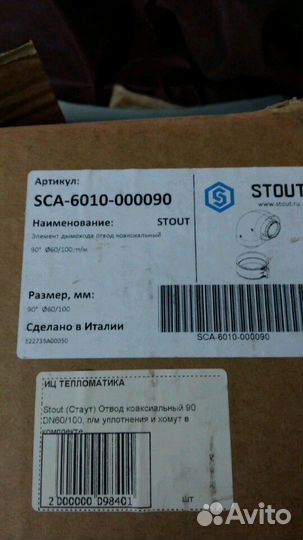 Артикул:
SCA-6010-000090
STOUT
www.stout.ru
Наименование: STOUT
Элемент дымохода отвод коаксиальный
90° Ø60/100, п/м
Размер, мм:
90° Ø60/100
Сделано в Италии
SCA-6010-000090
ИЦ ТЕПЛОМАТИКА
Stout (Стаут) Отвод коаксиальный 90
DN60/100, п/м уплотнения и хомут в
комплекте
2 000000 098401
шт
Avito